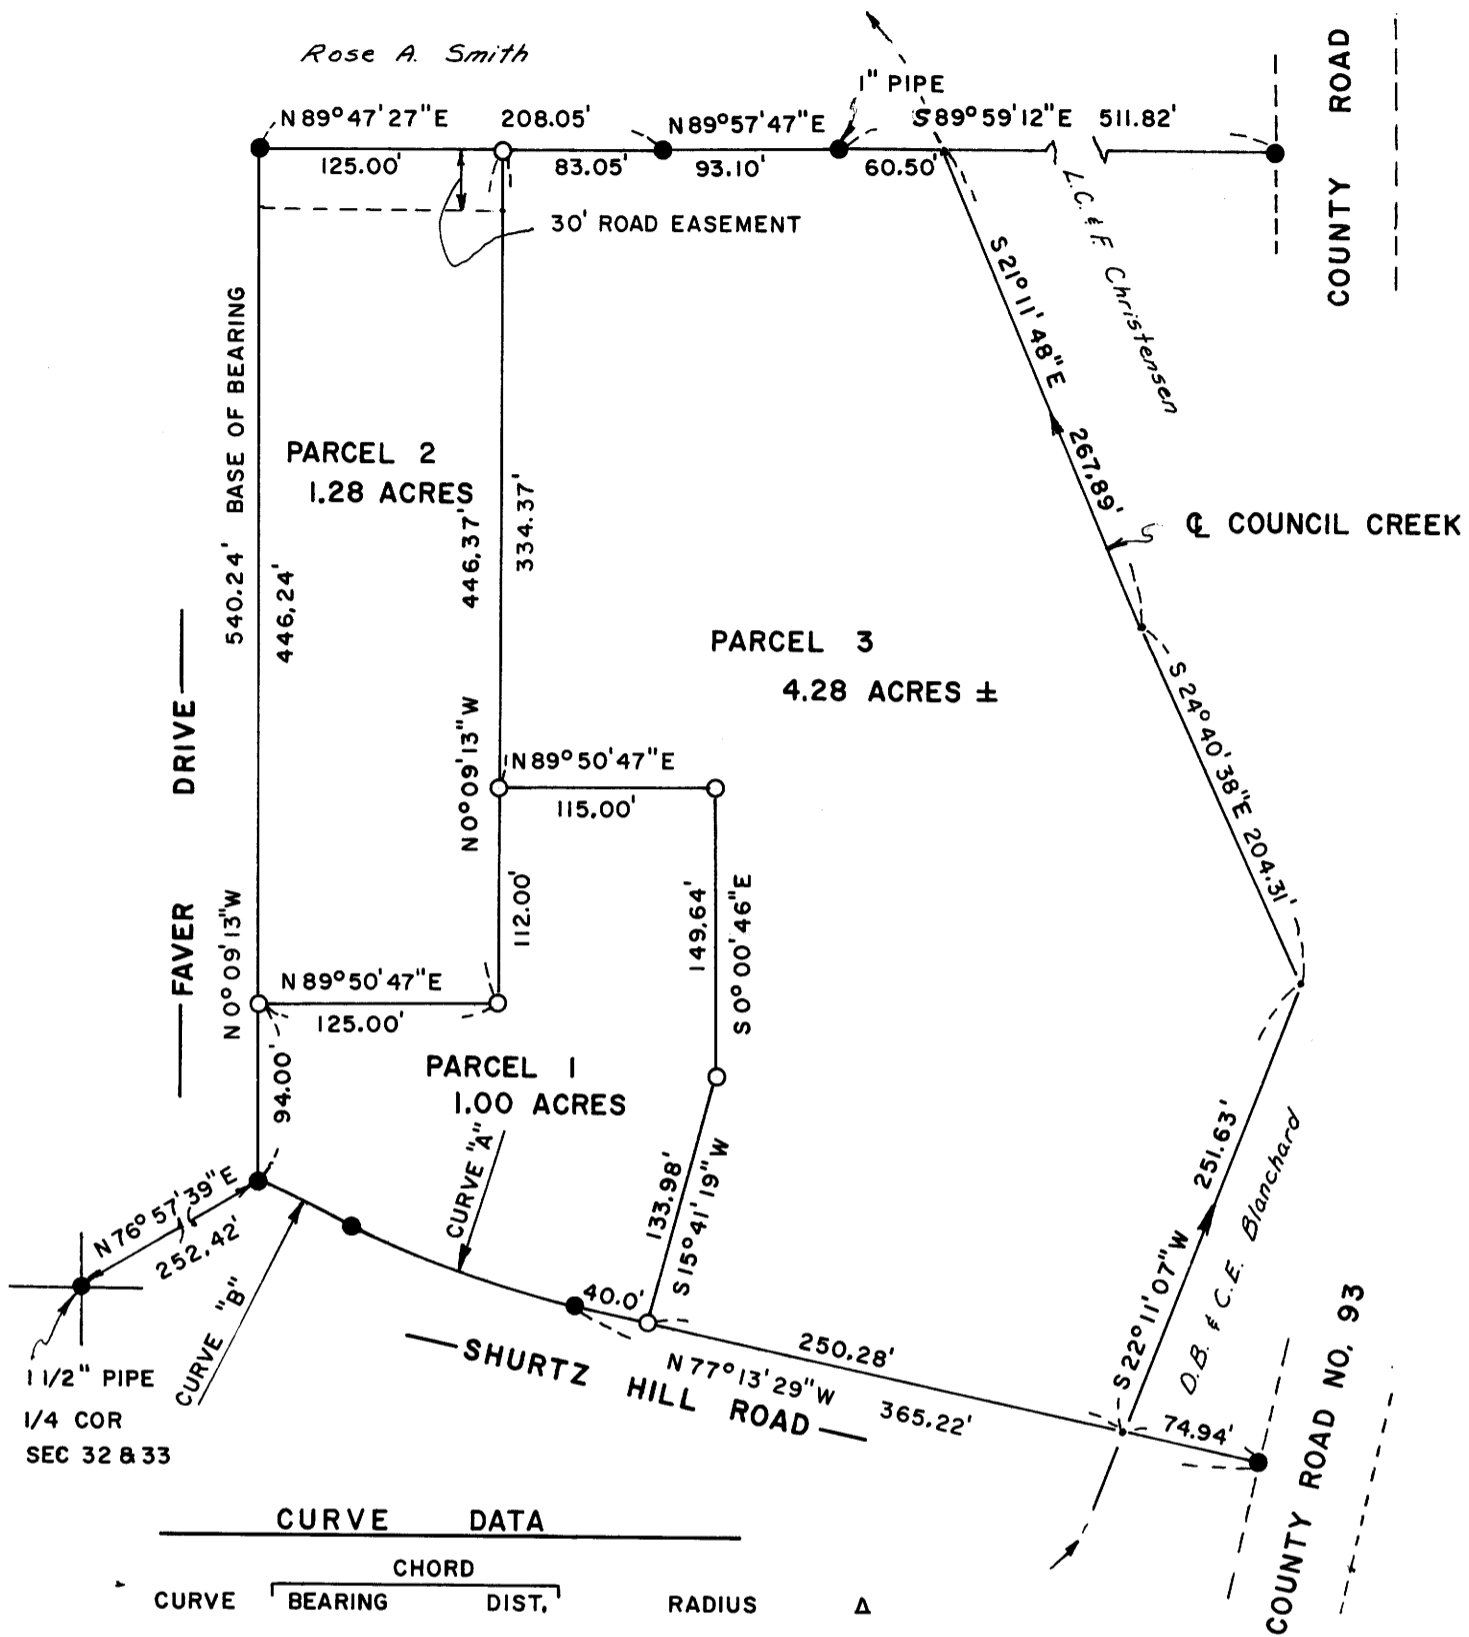 Rose A. Smith
1" PIPE
N 89° 47' 27" E 208.05' N 89° 57' 47" E S 89° 59' 12" E 511.82'
125.00' 83.05' 93.10' 60.50'
30' ROAD EASEMENT
COUNTY ROAD
L.C. & F. Christensen
S 21° 11' 48" E 267.89'
540.24' BASE OF BEARING
446.24'
PARCEL 2
1.28 ACRES
446.37'
334.37'
℄ COUNCIL CREEK
PARCEL 3
4.28 ACRES ±
S 24° 40' 38" E 204.31'
FAVER DRIVE
N 0° 09' 13" W
N 0° 09' 13" W
N 89° 50' 47" E
115.00'
112.00'
149.64'
S 0° 00' 46" E
N 89° 50' 47" E
125.00'
94.00'
PARCEL 1
1.00 ACRES
CURVE "A"
133.98'
S 15° 41' 19" W
251.63'
S 22° 11' 07" W
D.B. & C.E. Blanchard
N 76° 57' 39" E
252.42'
CURVE "B"
40.0'
1 1/2" PIPE
1/4 COR
SEC 32 & 33
SHURTZ HILL ROAD
250.28'
N 77° 13' 29" W
365.22'
74.94'
COUNTY ROAD NO. 93
CURVE DATA
CHORD
CURVE BEARING DIST. RADIUS Δ